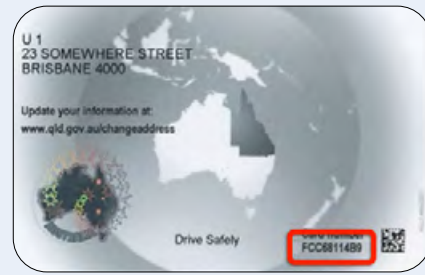 U 1
23 SOMEWHERE STREET
BRISBANE 4000
Update your information at:
www.qld.gov.au/changeaddress
Drive Safely
Card Number
FCC68114B9